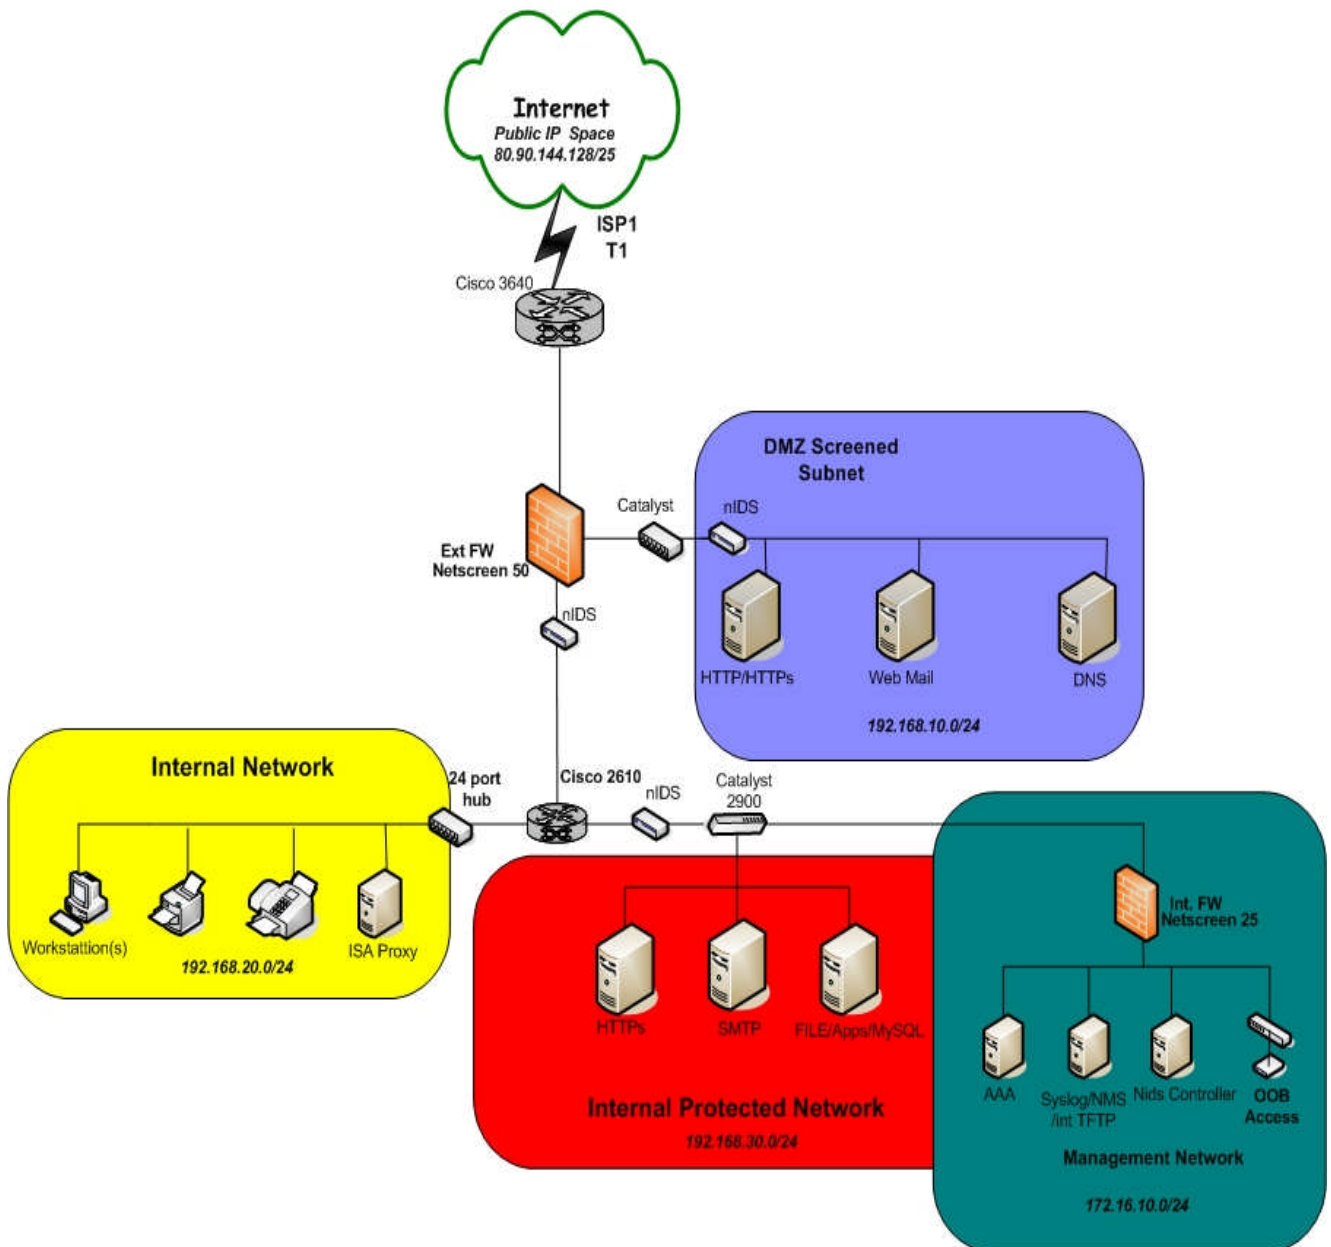 Internet
Public IP Space
80.90.144.128/25
ISP1
T1
Cisco 3640
DMZ Screened
Subnet
Catalyst
nIDS
Ext FW
Netscreen 50
nIDS
HTTP/HTTPs
Web Mail
DNS
192.168.10.0/24
Internal Network
24 port
hub
Cisco 2610
nIDS
Catalyst
2900
Workstattion(s)
ISA Proxy
192.168.20.0/24
Int. FW
Netscreen 25
HTTPs
SMTP
FILE/Apps/MySQL
AAA
Syslog/NMS
/int TFTP
Nids Controller
OOB
Access
Internal Protected Network
192.168.30.0/24
Management Network
172.16.10.0/24